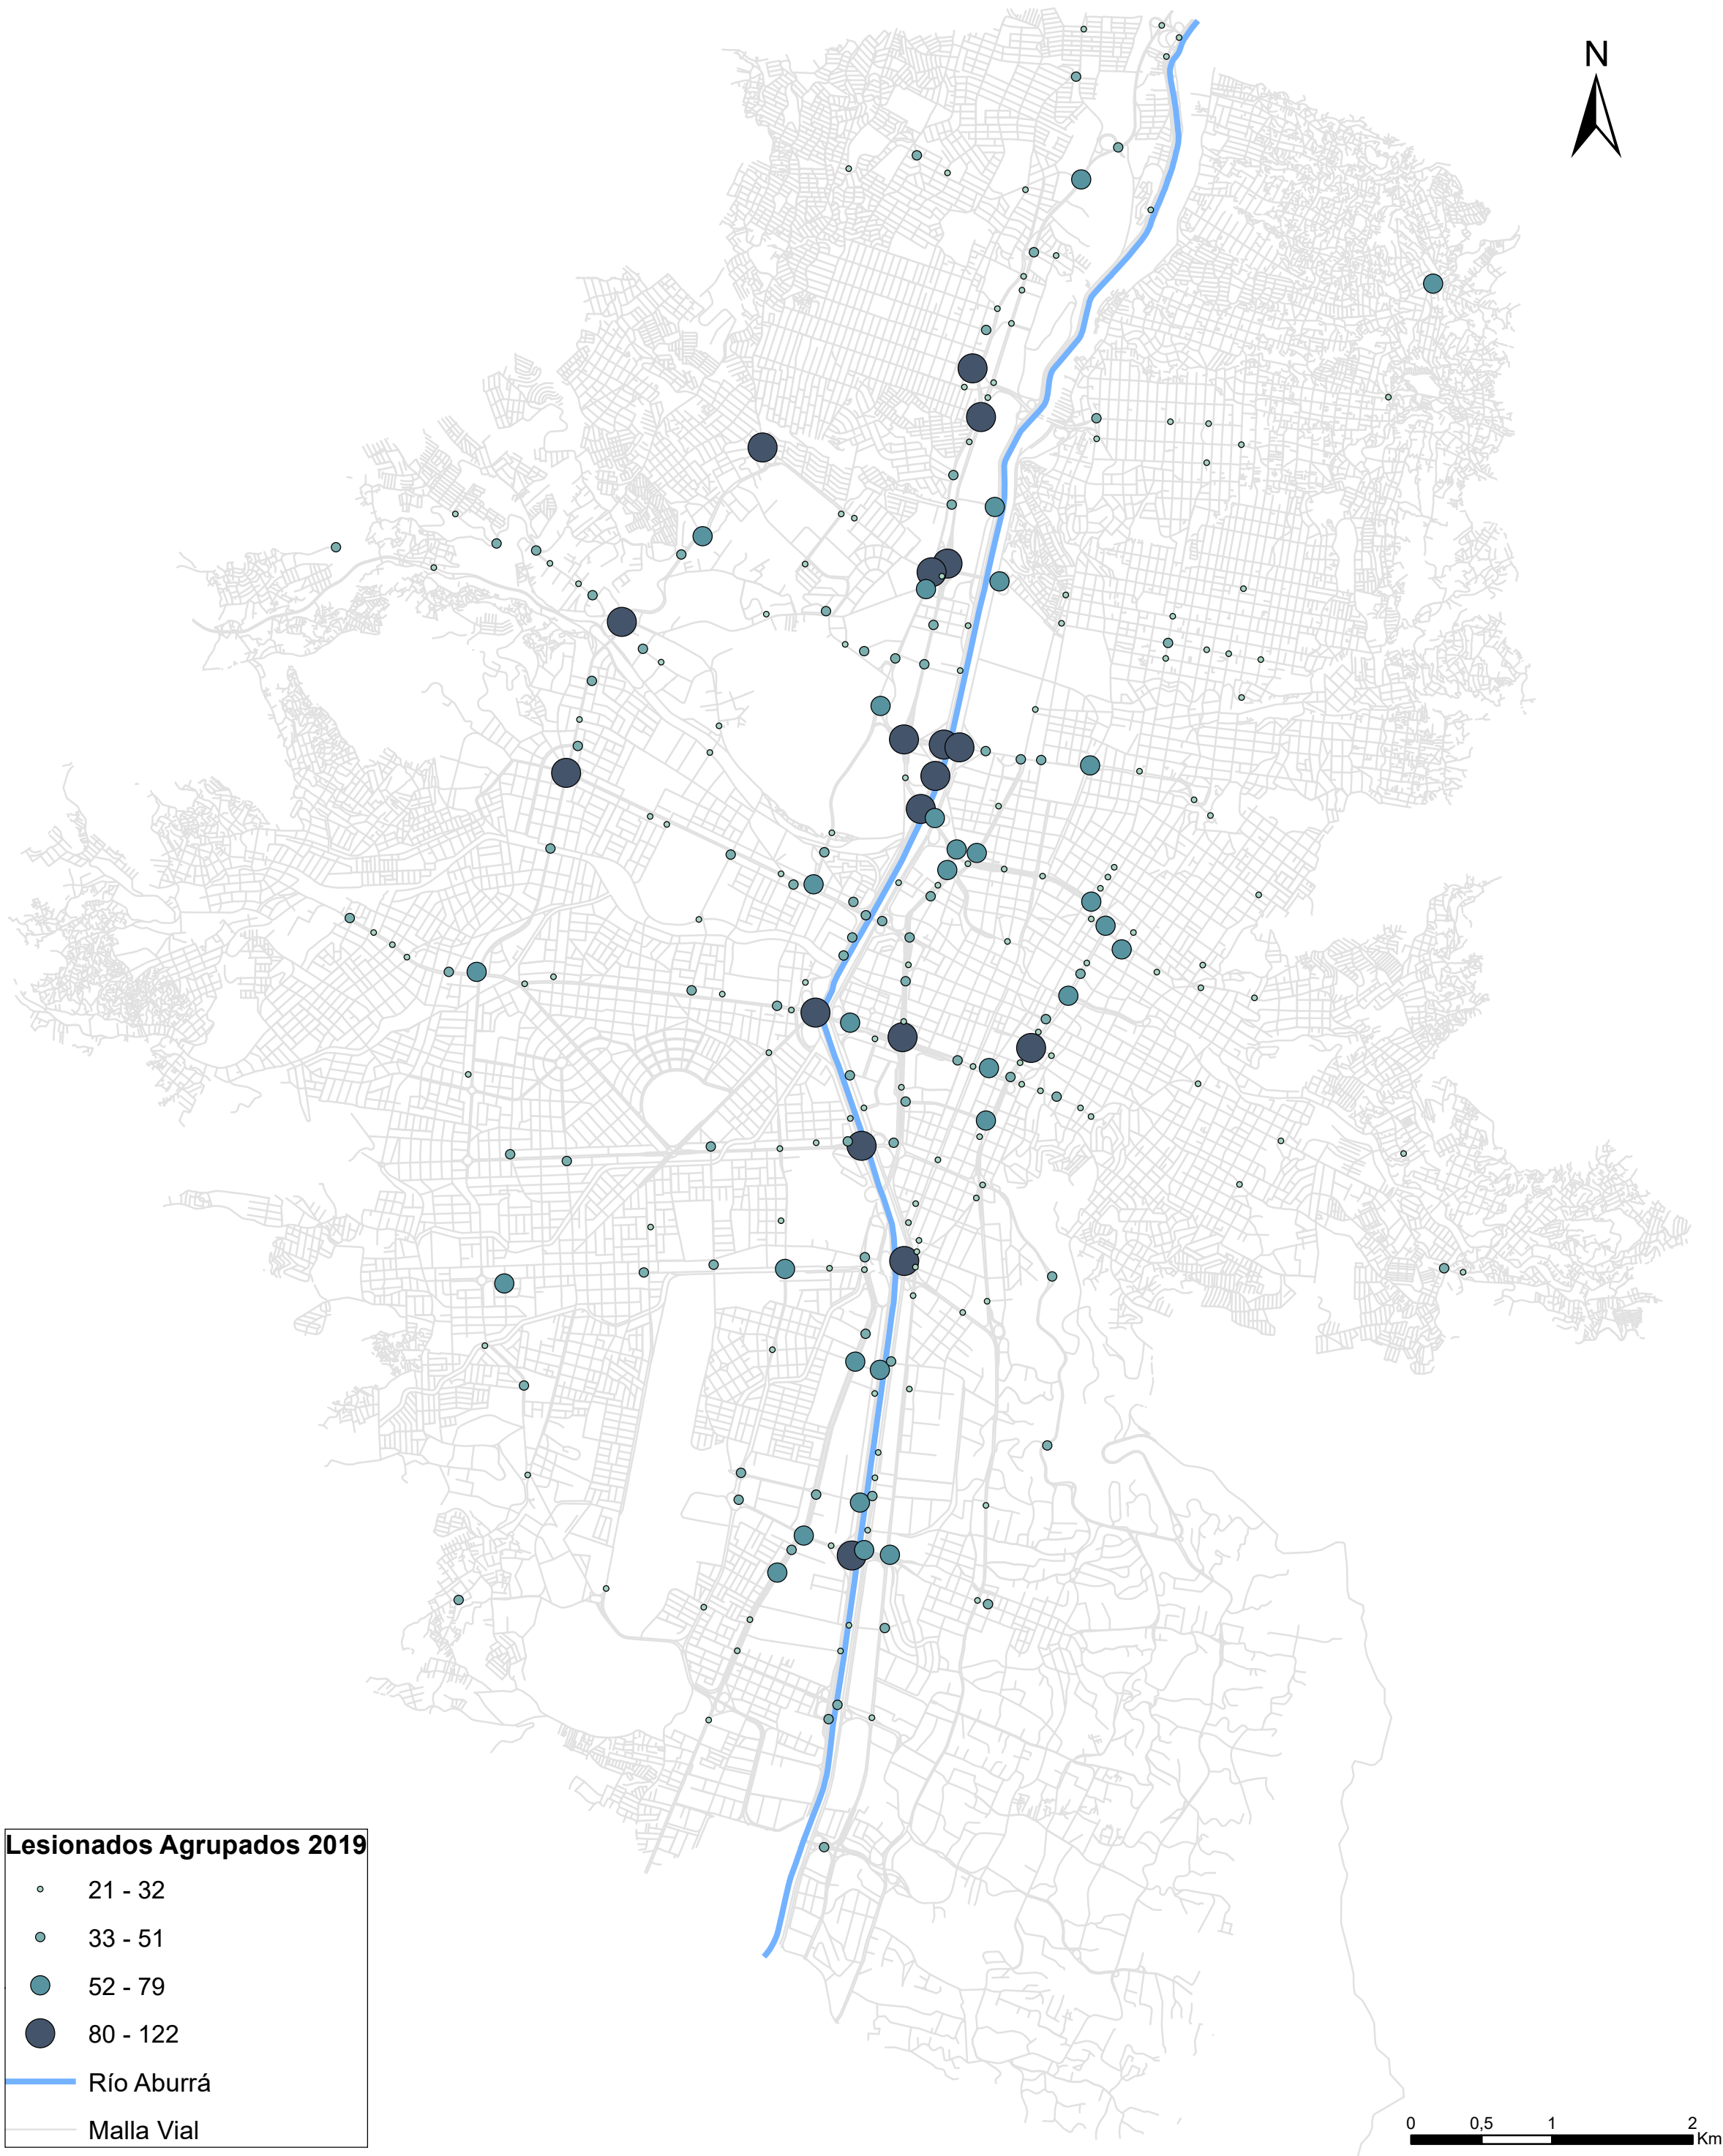 N
Lesionados Agrupados 2019
21 - 32
33 - 51
52 - 79
80 - 122
Río Aburrá
Malla Vial
0 0,5 1 2
Km